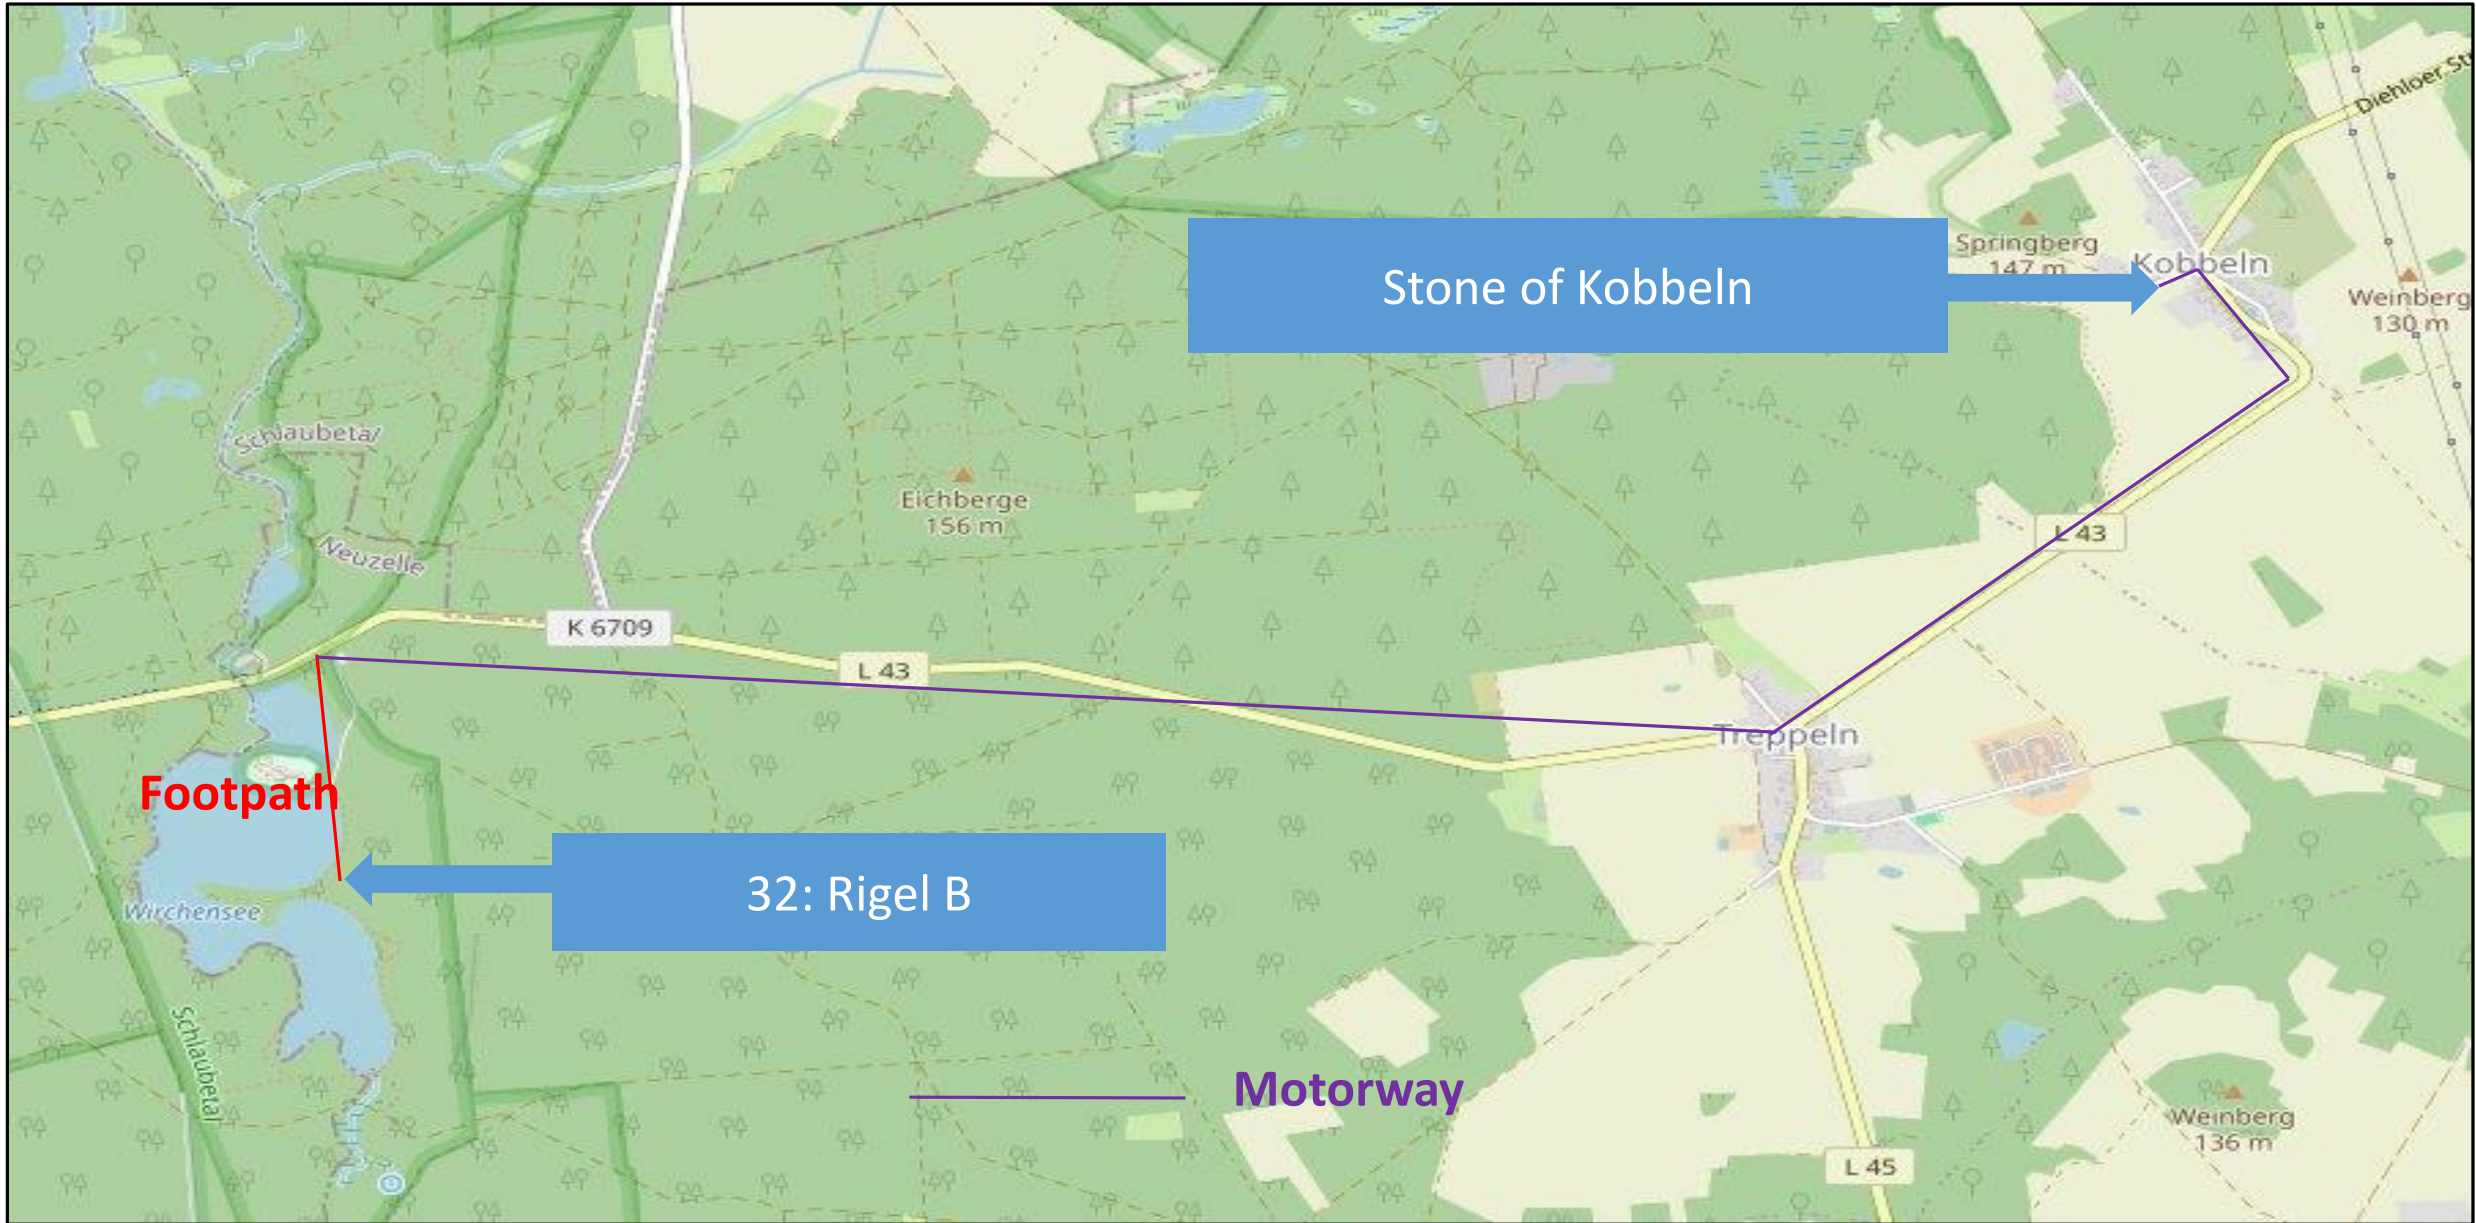 Diehloer St
Springberg
147 m
Kobbeln
Stone of Kobbeln
Weinberg
130 m
Schlaubetal
Eichberge
156 m
Neuzelle
L 43
K 6709
L 43
Treppeln
Footpath
32: Rigel B
Wirchensee
Schlaubetal
Motorway
Weinberg
136 m
L 45